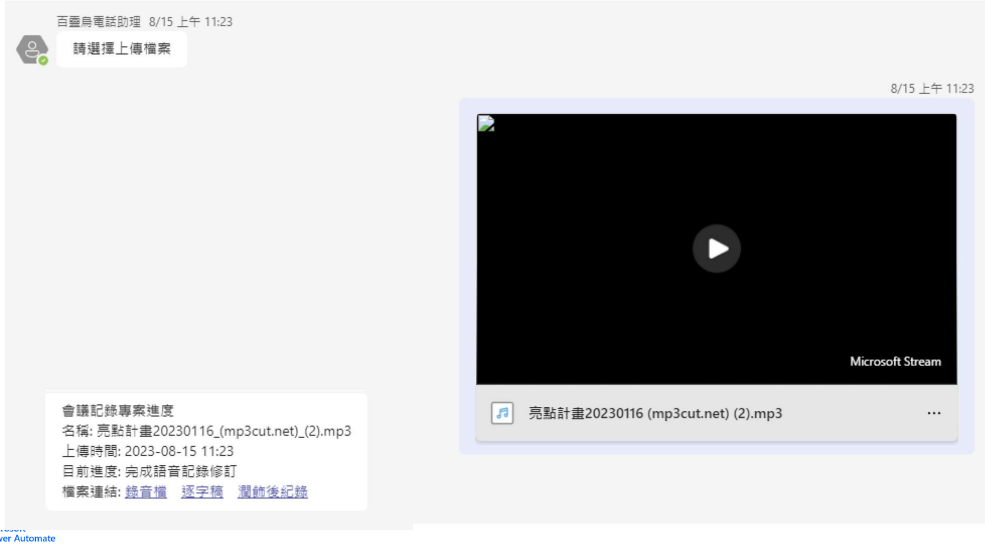 百靈鳥電話助理 8/15 上午 11:23
請選擇上傳檔案
8/15 上午 11:23
Microsoft Stream
亮點計畫20230116 (mp3cut.net) (2).mp3
會議記錄專案進度
名稱: 亮點計畫20230116_(mp3cut.net)_(2).mp3
上傳時間: 2023-08-15 11:23
目前進度: 完成語音記錄修訂
檔案連結: 錄音檔 逐字稿 潤飾後紀錄
Automate